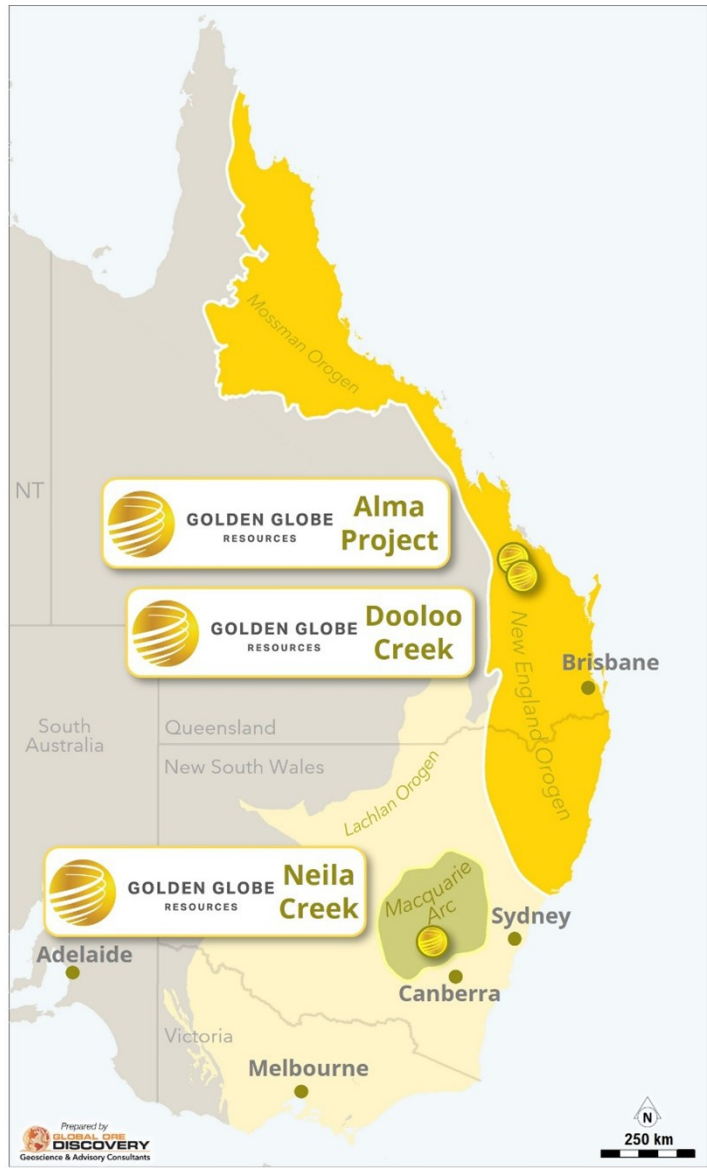 Mossman Orogen
NT
GOLDEN GLOBE
RESOURCES
Alma
Project
GOLDEN GLOBE
RESOURCES
Dooloo
Creek
New England Orogen
Brisbane
South
Australia
Queensland
New South Wales
Lachlan Orogen
GOLDEN GLOBE
RESOURCES
Neila
Creek
Macquarie
Arc
Sydney
Adelaide
Canberra
Victoria
Melbourne
Prepared by
GLOBAL ORE
DISCOVERY
Geoscience & Advisory Consultants
N
250 km